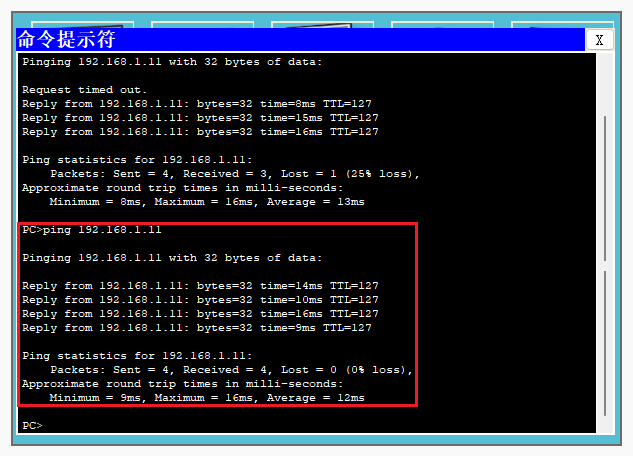 命令提示符
X
Pinging 192.168.1.11 with 32 bytes of data:
Request timed out.
Reply from 192.168.1.11: bytes=32 time=8ms TTL=127
Reply from 192.168.1.11: bytes=32 time=15ms TTL=127
Reply from 192.168.1.11: bytes=32 time=16ms TTL=127
Ping statistics for 192.168.1.11:
    Packets: Sent = 4, Received = 3, Lost = 1 (25% loss),
Approximate round trip times in milli-seconds:
    Minimum = 8ms, Maximum = 16ms, Average = 13ms
PC>ping 192.168.1.11
Pinging 192.168.1.11 with 32 bytes of data:
Reply from 192.168.1.11: bytes=32 time=14ms TTL=127
Reply from 192.168.1.11: bytes=32 time=10ms TTL=127
Reply from 192.168.1.11: bytes=32 time=16ms TTL=127
Reply from 192.168.1.11: bytes=32 time=9ms TTL=127
Ping statistics for 192.168.1.11:
    Packets: Sent = 4, Received = 4, Lost = 0 (0% loss),
Approximate round trip times in milli-seconds:
    Minimum = 9ms, Maximum = 16ms, Average = 12ms
PC>